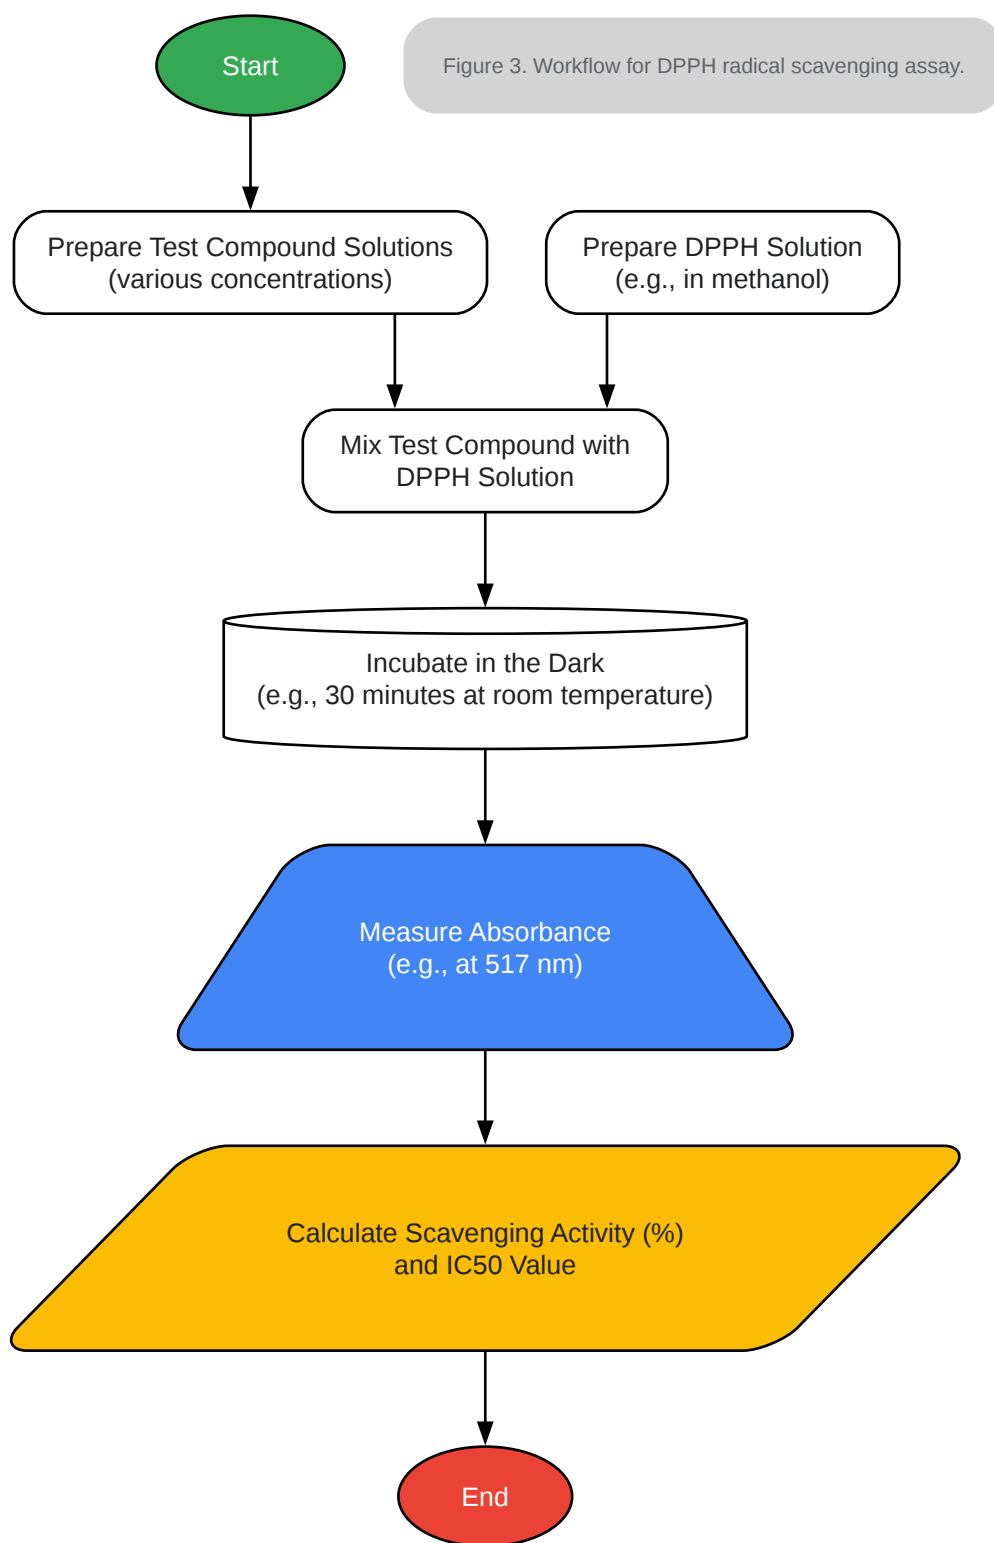 Start
Figure 3. Workflow for DPPH radical scavenging assay.
Prepare Test Compound Solutions
(various concentrations)
Prepare DPPH Solution
(e.g., in methanol)
Mix Test Compound with
DPPH Solution
Incubate in the Dark
(e.g., 30 minutes at room temperature)
Measure Absorbance
(e.g., at 517 nm)
Calculate Scavenging Activity (%)
and IC50 Value
End